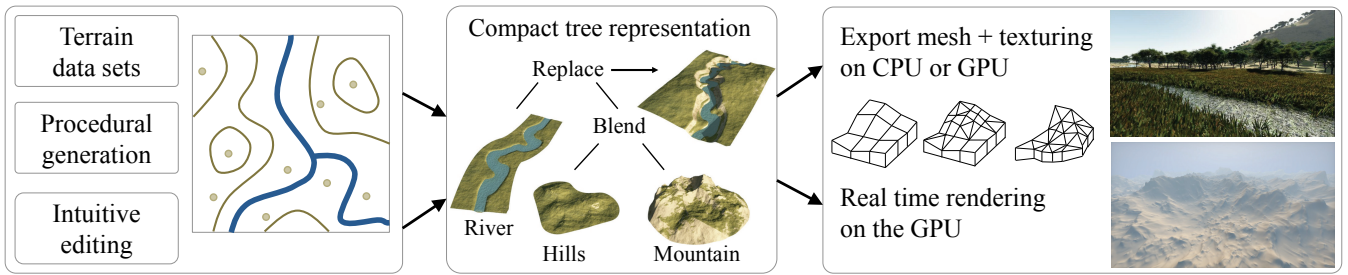 Terrain
data sets
Procedural
generation
Intuitive
editing
Compact tree representation
Replace
Blend
River
Hills
Mountain
Export mesh + texturing
on CPU or GPU
Real time rendering
on the GPU